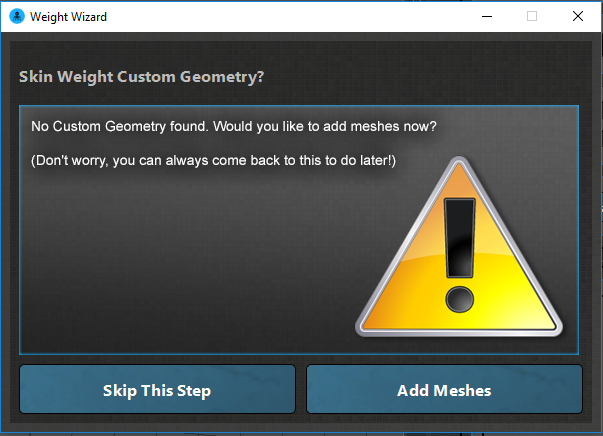 Weight Wizard
Skin Weight Custom Geometry?
No Custom Geometry found. Would you like to add meshes now?
(Don't worry, you can always come back to this to do later!)
Skip This Step
Add Meshes